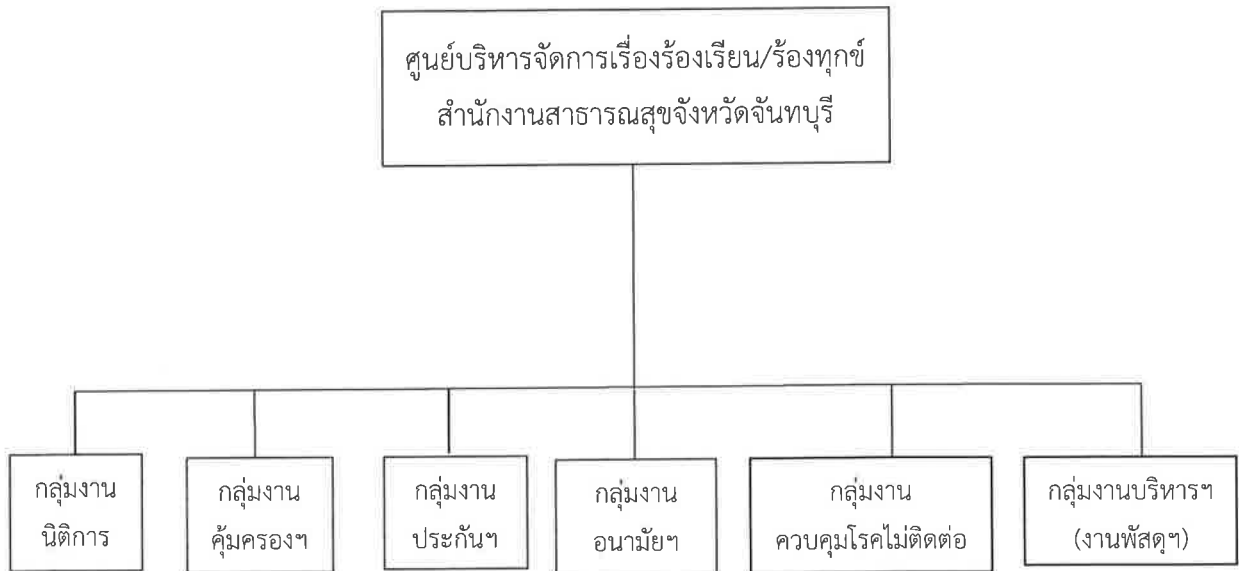 ศูนย์บริหารจัดการเรื่องร้องเรียน/ร้องทุกข์
สำนักงานสาธารณสุขจังหวัดจันทบุรี
กลุ่มงาน
นิติการ
กลุ่มงาน
คุ้มครองฯ
กลุ่มงาน
ประกันฯ
กลุ่มงาน
อนามัยฯ
กลุ่มงาน
ควบคุมโรคไม่ติดต่อ
กลุ่มงานบริหารฯ
(งานพัสดุฯ)